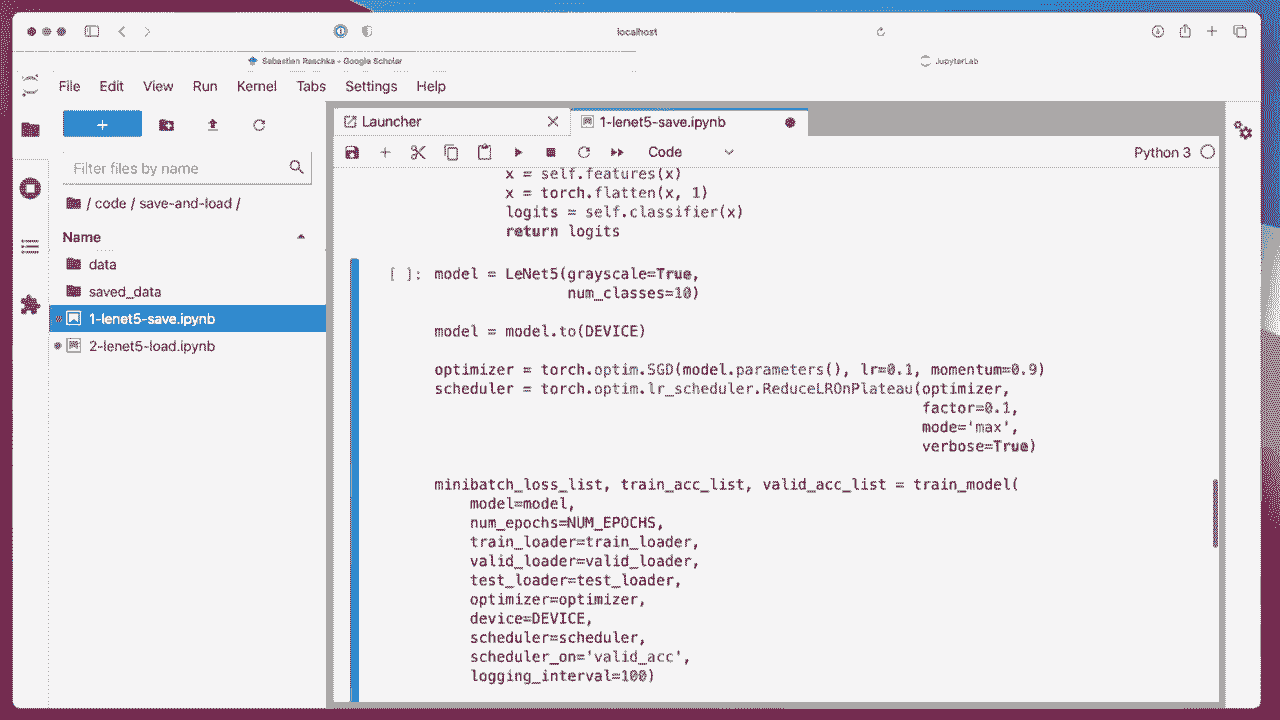 localhost
Sebastian Raschka - Google Scholar
JupyterLab
File Edit View Run Kernel Tabs Settings Help
Launcher
1-lenet5-save.ipynb
Code
Python 3
Filter files by name
/ code / save-and-load /
Name
data
saved_data
1-lenet5-save.ipynb
2-lenet5-load.ipynb
x = self.features(x)
x = torch.flatten(x, 1)
logits = self.classifier(x)
return logits
[ ]: model = LeNet5(grayscale=True,
num_classes=10)
model = model.to(DEVICE)
optimizer = torch.optim.SGD(model.parameters(), lr=0.1, momentum=0.9)
scheduler = torch.optim.lr_scheduler.ReduceLROnPlateau(optimizer,
factor=0.1,
mode='max',
verbose=True)
minibatch_loss_list, train_acc_list, valid_acc_list = train_model(
model=model,
num_epochs=NUM_EPOCHS,
train_loader=train_loader,
valid_loader=valid_loader,
test_loader=test_loader,
optimizer=optimizer,
device=DEVICE,
scheduler=scheduler,
scheduler_on='valid_acc',
logging_interval=100)